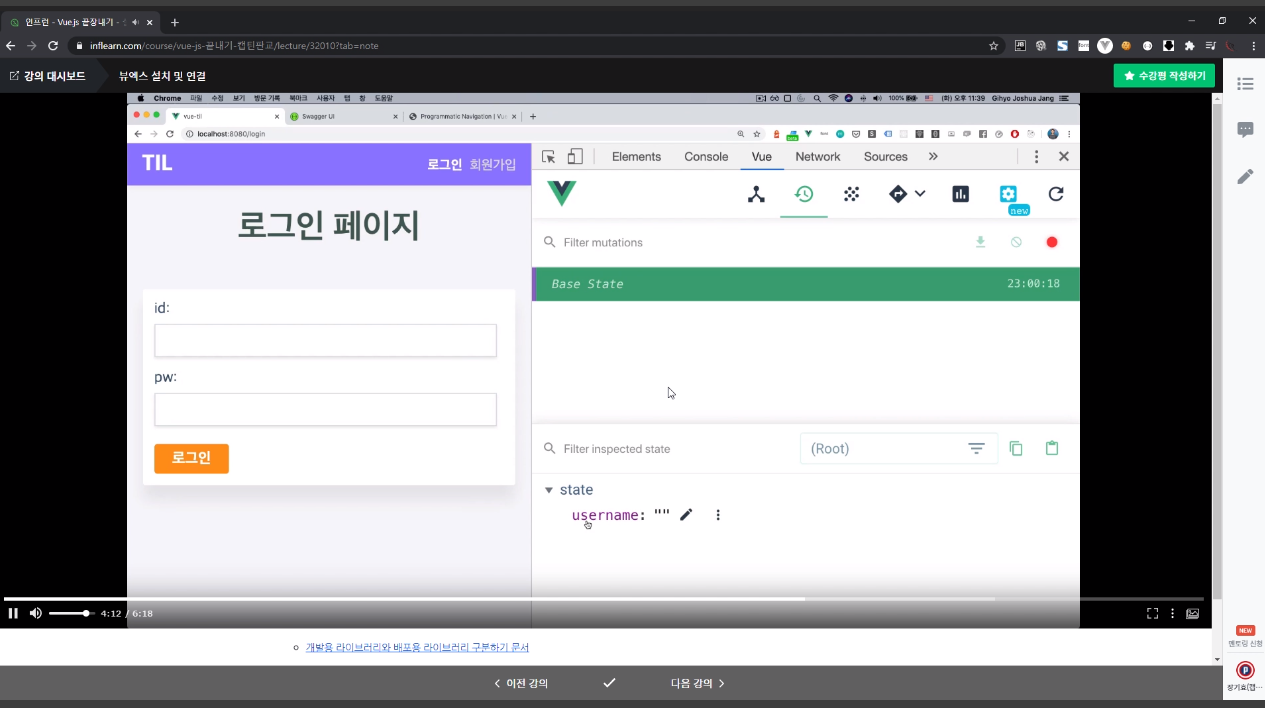 인프런 - Vue.js 끝장내기 -
inflearn.com/course/vue-js-끝내기-캡틴판교/lecture/32010?tab=note
강의 대시보드
뷰엑스 설치 및 연결
수강평 작성하기
Chrome 파일 수정 보기 방문 기록 북마크 사용자 탭 창 도움말
100% (화) 오후 11:39 Gihyo Joshua Jang
vue-til
Swagger UI
Programmatic Navigation | Vu
localhost:8080/login
TIL
로그인 회원가입
로그인 페이지
id:
pw:
로그인
Elements Console Vue Network Sources
new
Filter mutations
Base State 23:00:18
Filter inspected state
(Root)
state
username: ""
4:12 / 6:18
개발용 라이브러리와 배포용 라이브러리 구분하기 문서
이전 강의
다음 강의
NEW
멘토링 신청
장기효(캡…